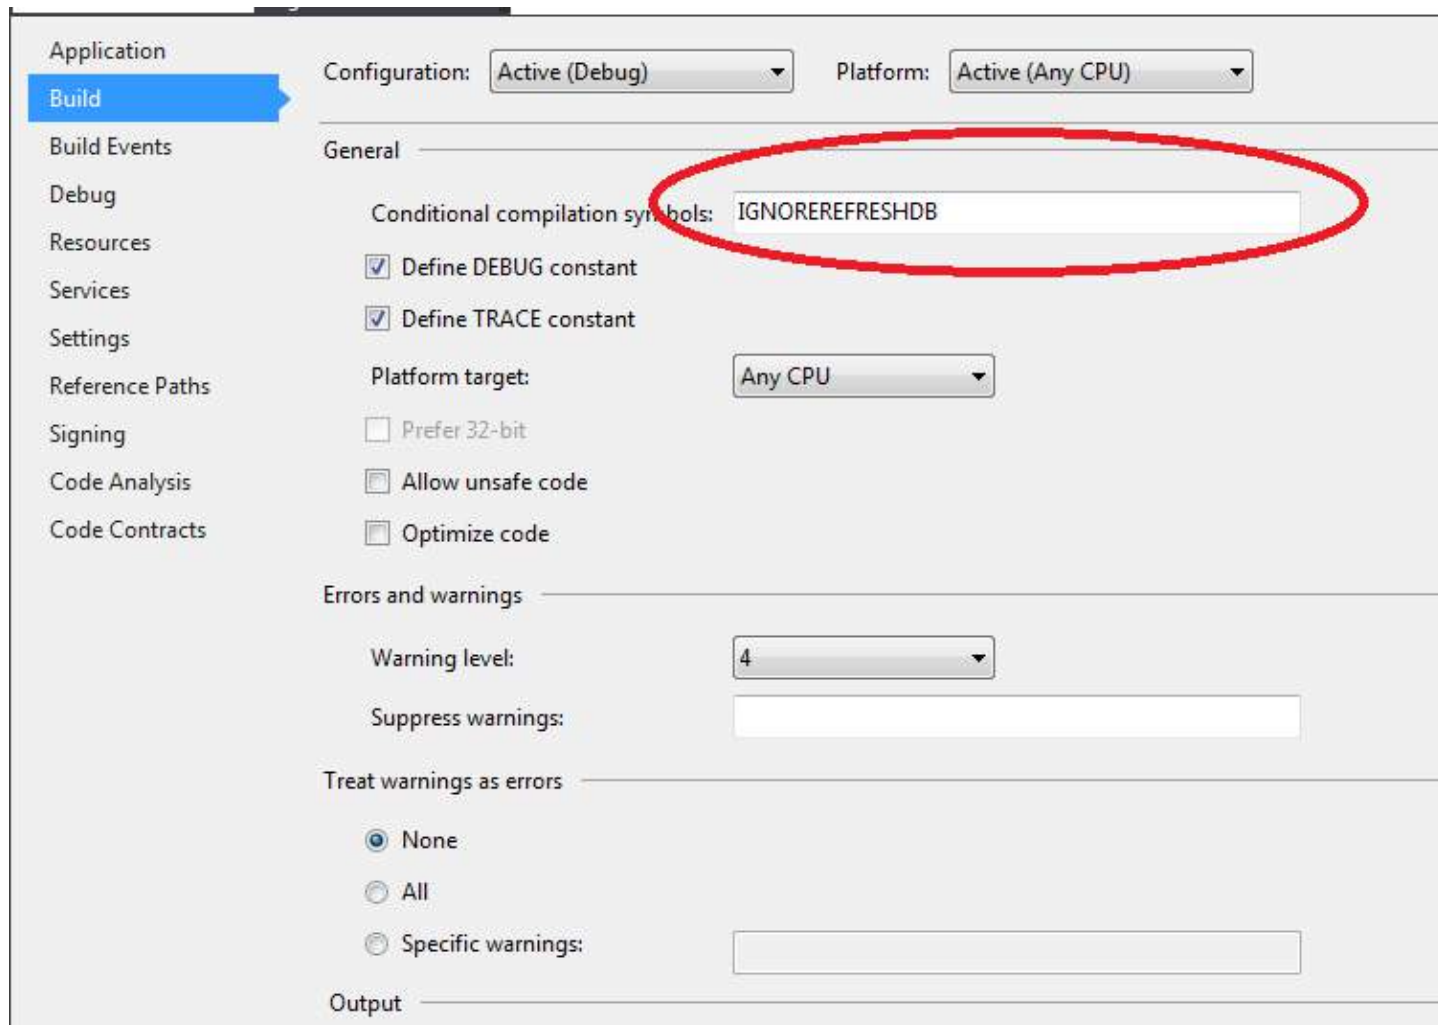 Application
Build
Build Events
Debug
Resources
Services
Settings
Reference Paths
Signing
Code Analysis
Code Contracts
Configuration: Active (Debug) Platform: Active (Any CPU)
General
Conditional compilation symbols: IGNOREREFRESHDB
Define DEBUG constant
Define TRACE constant
Platform target: Any CPU
Prefer 32-bit
Allow unsafe code
Optimize code
Errors and warnings
Warning level: 4
Suppress warnings:
Treat warnings as errors
None
All
Specific warnings:
Output